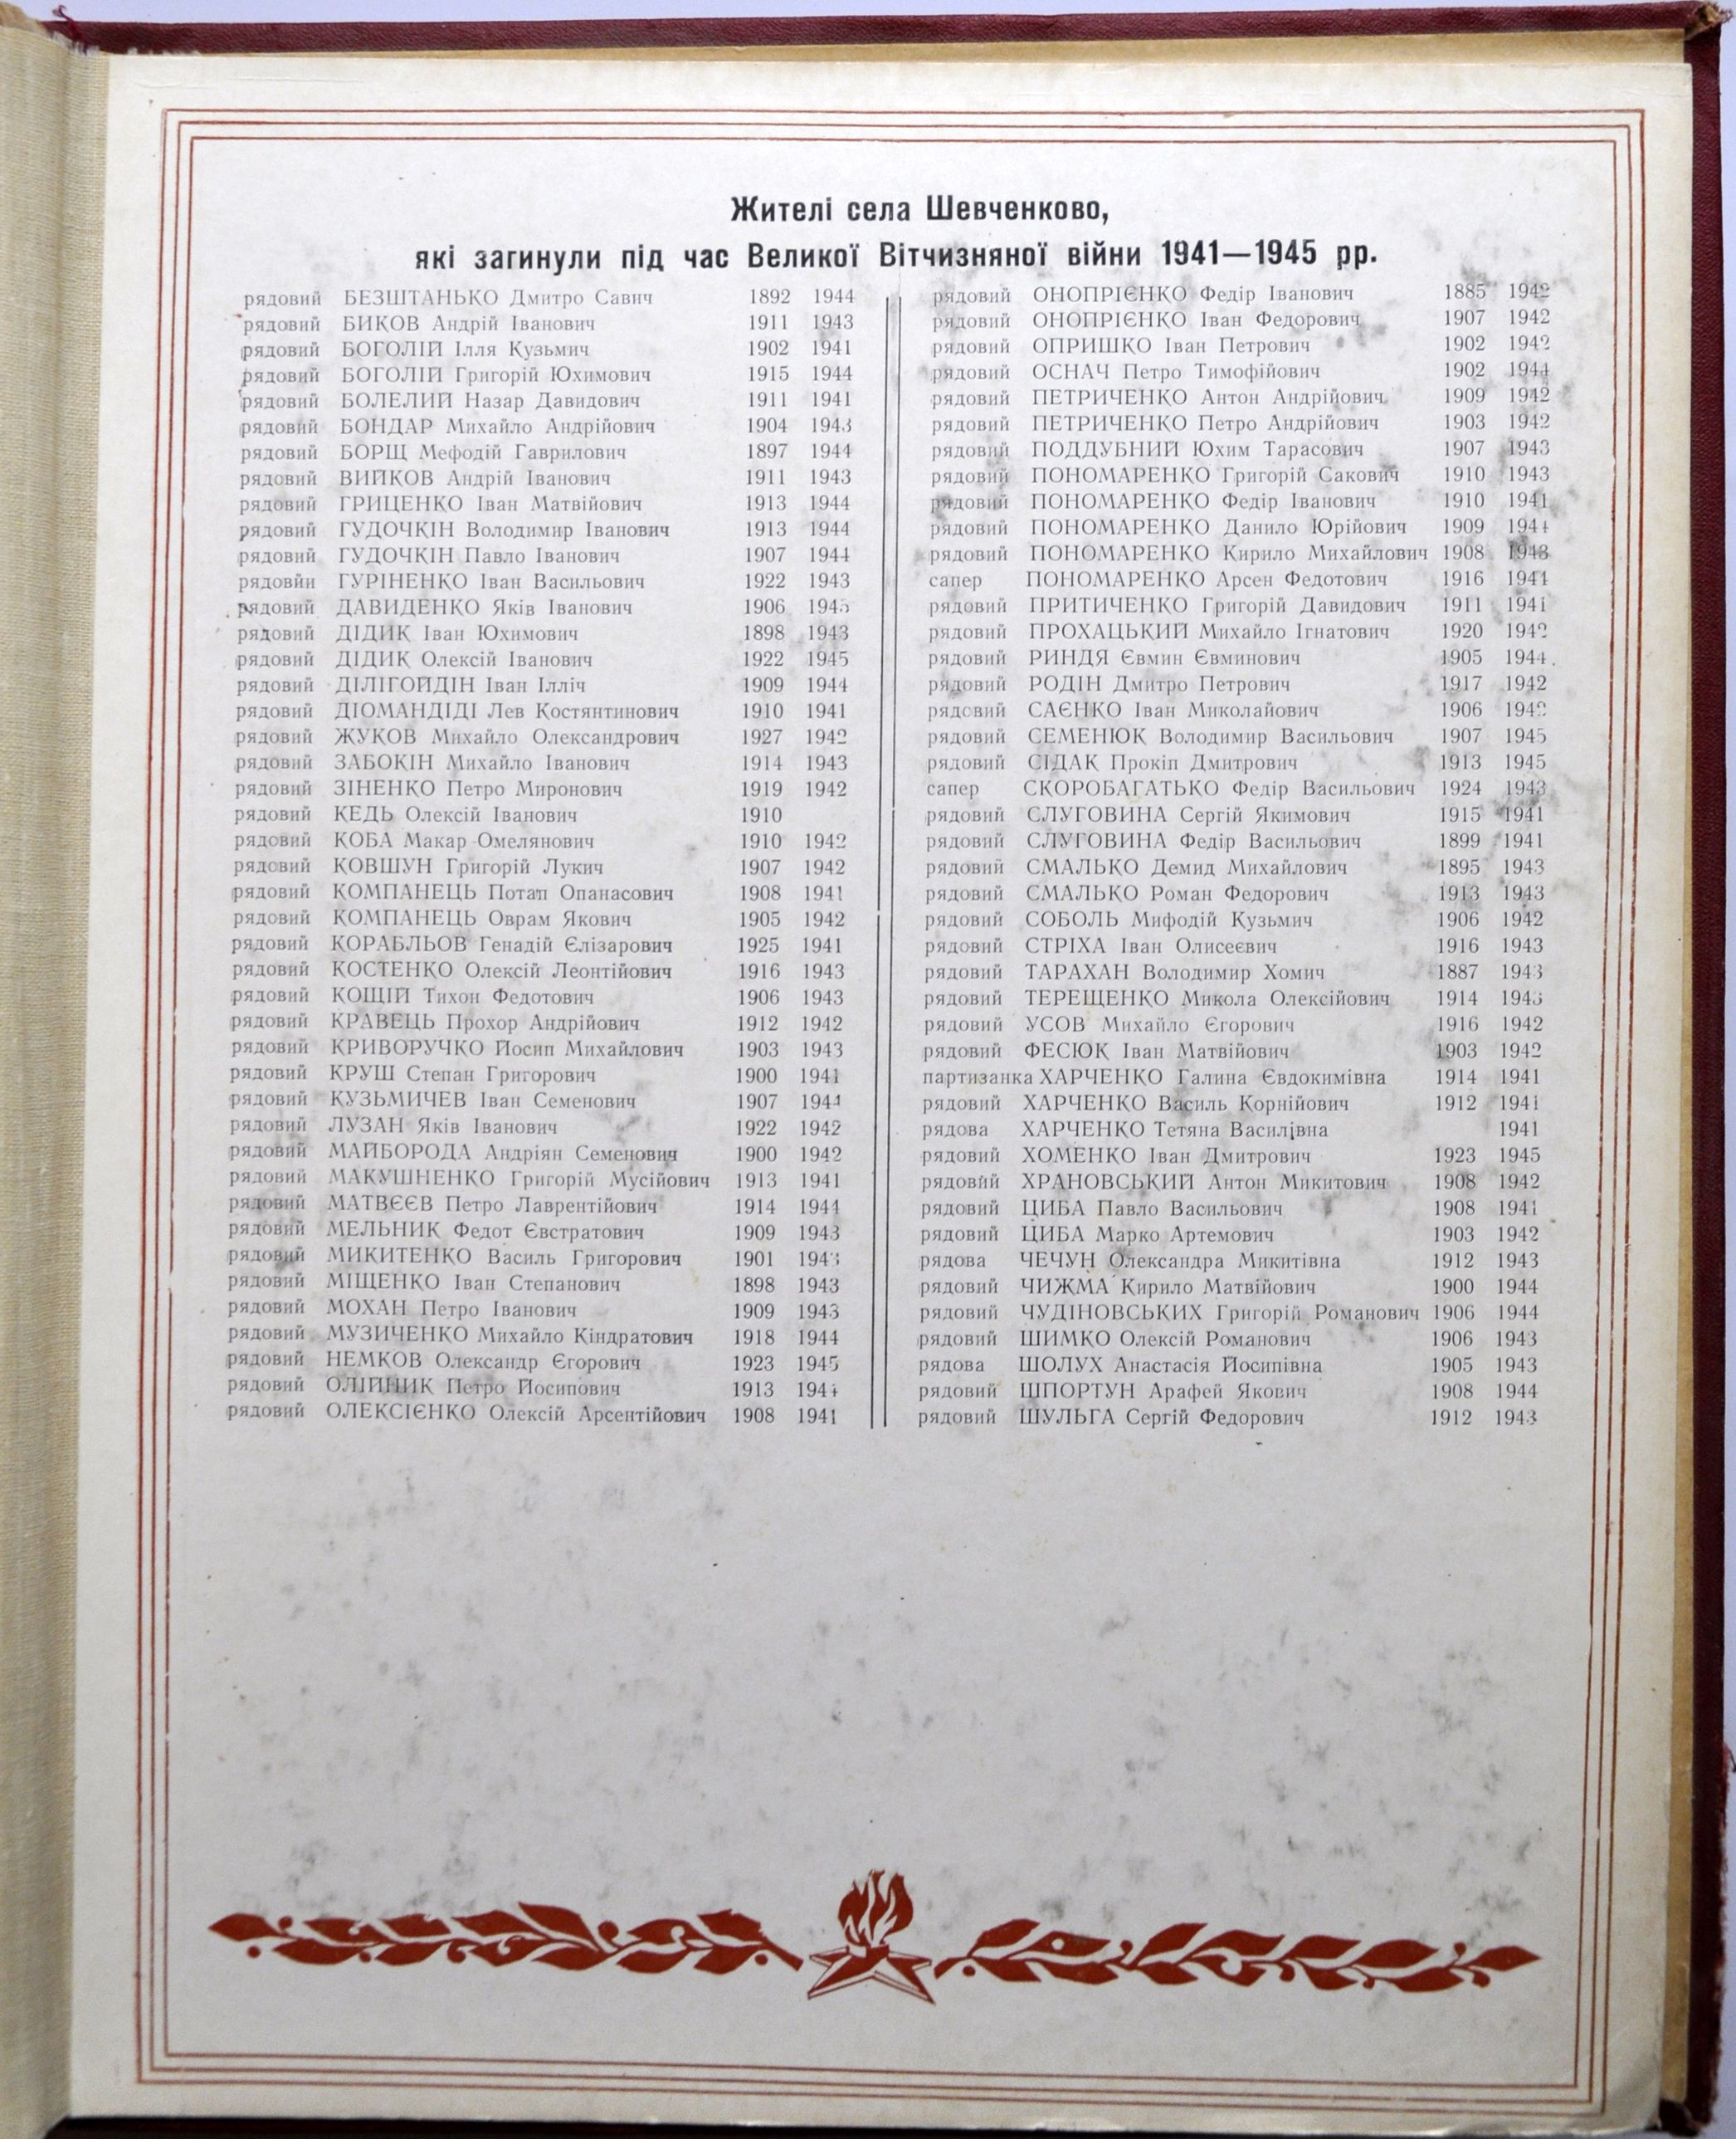 Жителі села Шевченково,
які загинули під час Великої Вітчизняної війни 1941—1945 рр.
рядовий БЕЗШТАНЬКО Дмитро Савич 1892 1944
рядовий БИКОВ Андрій Іванович 1911 1943
рядовий БОГОЛІЙ Ілля Кузьмич 1902 1941
рядовий БОГОЛІЙ Григорій Юхимович 1915 1944
рядовий БОЛЕЛИЙ Назар Давидович 1911 1941
рядовий БОНДАР Михайло Андрійович 1904 1943
рядовий БОРЩ Мефодій Гаврилович 1897 1944
рядовий ВИЙКОВ Андрій Іванович 1911 1943
рядовий ГРИЦЕНКО Іван Матвійович 1913 1944
рядовий ГУДОЧКІН Володимир Іванович 1913 1944
рядовий ГУДОЧКІН Павло Іванович 1907 1944
рядовйи ГУРІНЕНКО Іван Васильович 1922 1943
рядовий ДАВИДЕНКО Яків Іванович 1906
рядовий ДІДИК Іван Юхимович 1898 1943
рядовий ДІДИК Олексій Іванович 1922 1945
рядовий ДІЛІГОЙДІН Іван Ілліч 1909 1944
рядовий ДІОМАНДІДІ Лев Костянтинович 1910 1941
рядовий ЖУКОВ Михайло Олександрович 1927 1942
рядовий ЗАБОКІН Михайло Іванович 1914 1943
рядовий ЗІНЕНКО Петро Миронович 1919 1942
рядовий КЕДЬ Олексій Іванович 1910
рядовий КОБА Макар Омелянович 1910 1942
рядовий КОВШУН Григорій Лукич 1907 1942
рядовий КОМПАНЕЦЬ Потап Опанасович 1908 1941
рядовий КОМПАНЕЦЬ Оврам Якович 1905 1942
рядовий КОРАБЛЬОВ Генадій Єлізарович 1925 1941
рядовий КОСТЕНКО Олексій Леонтійович 1916 1943
рядовий КОЩІЙ Тихон Федотович 1906 1943
рядовий КРАВЕЦЬ Прохор Андрійович 1912 1942
рядовий КРИВОРУЧКО Йосип Михайлович 1903 1943
рядовий КРУШ Степан Григорович 1900 1941
рядовий КУЗЬМИЧЕВ Іван Семенович 1907 1944
рядовий ЛУЗАН Яків Іванович 1922 1942
рядовий МАЙБОРОДА Андріян Семенович 1900 1942
рядовий МАКУШНЕНКО Григорій Мусійович 1913 1941
рядовий МАТВЄЄВ Петро Лаврентійович 1914 1944
рядовий МЕЛЬНИК Федот Євстратович 1909 1943
рядовий МИКИТЕНКО Василь Григорович 1901 1943
рядовий МІЩЕНКО Іван Степанович 1898 1943
рядовий МОХАН Петро Іванович 1909 1943
рядовий МУЗИЧЕНКО Михайло Кіндратович 1918 1944
рядовий НЕМКОВ Олександр Єгорович 1923 1945
рядовий ОЛІЙНИК Петро Йосипович 1913 1944
рядовий ОЛЕКСІЄНКО Олексій Арсентійович 1908 1941
рядовий ОНОПРІЄНКО Федір Іванович 1885 1942
рядовий ОНОПРІЄНКО Іван Федорович 1907 1942
рядовий ОПРИШКО Іван Петрович 1902 1942
рядовий ОСНАЧ Петро Тимофійович 1902 1944
рядовий ПЕТРИЧЕНКО Антон Андрійович 1909 1942
рядовий ПЕТРИЧЕНКО Петро Андрійович 1903 1942
рядовий ПОДДУБНИЙ Юхим Тарасович 1907 1943
рядовий ПОНОМАРЕНКО Григорій Сакович 1910 1943
рядовий ПОНОМАРЕНКО Федір Іванович 1910 1941
рядовий ПОНОМАРЕНКО Данило Юрійович 1909 1944
рядовий ПОНОМАРЕНКО Кирило Михайлович 1908 1943
сапер ПОНОМАРЕНКО Арсен Федотович 1916 1944
рядовий ПРИТИЧЕНКО Григорій Давидович 1911 1941
рядовий ПРОХАЦЬКИЙ Михайло Ігнатович 1920 1942
рядовий РИНДЯ Євмин Євминович 1905 1944
рядовий РОДІН Дмитро Петрович 1917 1942
рядовий САЄНКО Іван Миколайович 1906 1942
рядовий СЕМЕНЮК Володимир Васильович 1907 1945
рядовий СІДАК Прокіп Дмитрович 1913 1945
сапер СКОРОБАГАТЬКО Федір Васильович 1924 1943
рядовий СЛУГОВИНА Сергій Якимович 1915 1941
рядовий СЛУГОВИНА Федір Васильович 1899 1941
рядовий СМАЛЬКО Демид Михайлович 1895 1943
рядовий СМАЛЬКО Роман Федорович 1913 1943
рядовий СОБОЛЬ Мифодій Кузьмич 1906 1942
рядовий СТРІХА Іван Олисеєвич 1916 1943
рядовий ТАРАХАН Володимир Хомич 1887 1943
рядовий ТЕРЕЩЕНКО Микола Олексійович 1914
рядовий УСОВ Михайло Єгорович 1916 1942
рядовий ФЕСЮК Іван Матвійович 1903 1942
партизанка ХАРЧЕНКО Галина Євдокимівна 1914 1941
рядовий ХАРЧЕНКО Василь Корнійович 1912 1941
рядова ХАРЧЕНКО Тетяна Василівна 1941
рядовий ХОМЕНКО Іван Дмитрович 1923 1945
рядовий ХРАНОВСЬКИЙ Антон Микитович 1908 1942
рядовий ЦИБА Павло Васильович 1908 1941
рядовий ЦИБА Марко Артемович 1903 1942
рядова ЧЕЧУН Олександра Микитівна 1912 1943
рядовий ЧИЖМА Кирило Матвійович 1900 1944
рядовий ЧУДІНОВСЬКИХ Григорій Романович 1906 1944
рядовий ШИМКО Олексій Романович 1906 1943
рядова ШОЛУХ Анастасія Йосипівна 1905 1943
рядовий ШПОРТУН Арафей Якович 1908 1944
рядовий ШУЛЬГА Сергій Федорович 1912 1943